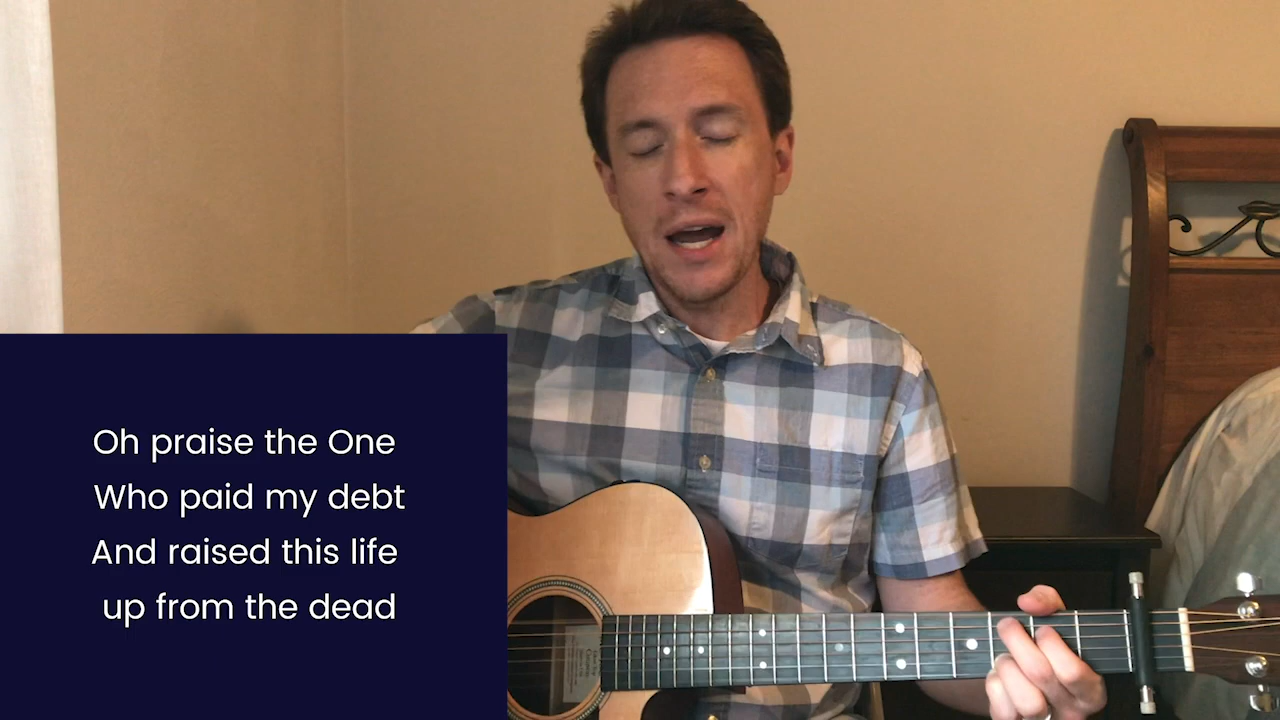 Oh praise the One
Who paid my debt
And raised this life
up from the dead